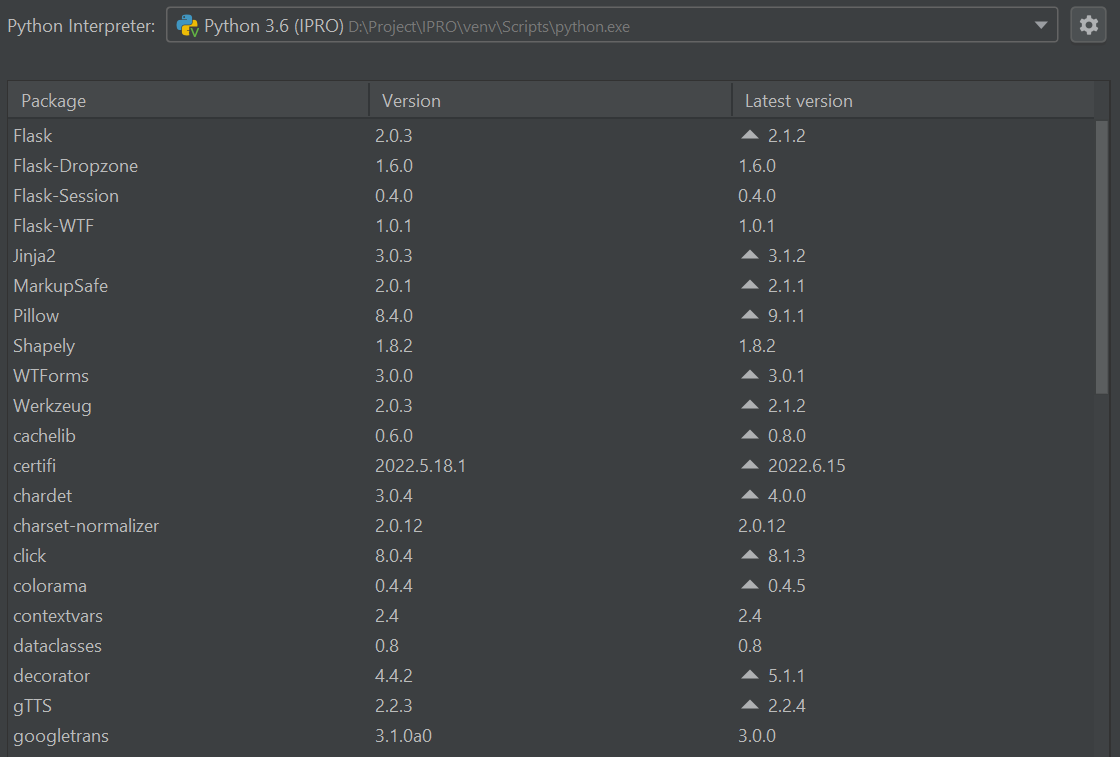 Python Interpreter: Python 3.6 (IPRO) D:\Project\IPRO\venv\Scripts\python.exe
Package Version Latest version
Flask 2.0.3 2.1.2
Flask-Dropzone 1.6.0 1.6.0
Flask-Session 0.4.0 0.4.0
Flask-WTF 1.0.1 1.0.1
Jinja2 3.0.3 3.1.2
MarkupSafe 2.0.1 2.1.1
Pillow 8.4.0 9.1.1
Shapely 1.8.2 1.8.2
WTForms 3.0.0 3.0.1
Werkzeug 2.0.3 2.1.2
cachelib 0.6.0 0.8.0
certifi 2022.5.18.1 2022.6.15
chardet 3.0.4 4.0.0
charset-normalizer 2.0.12 2.0.12
click 8.0.4 8.1.3
colorama 0.4.4 0.4.5
contextvars 2.4 2.4
dataclasses 0.8 0.8
decorator 4.4.2 5.1.1
gTTS 2.2.3 2.2.4
googletrans 3.1.0a0 3.0.0